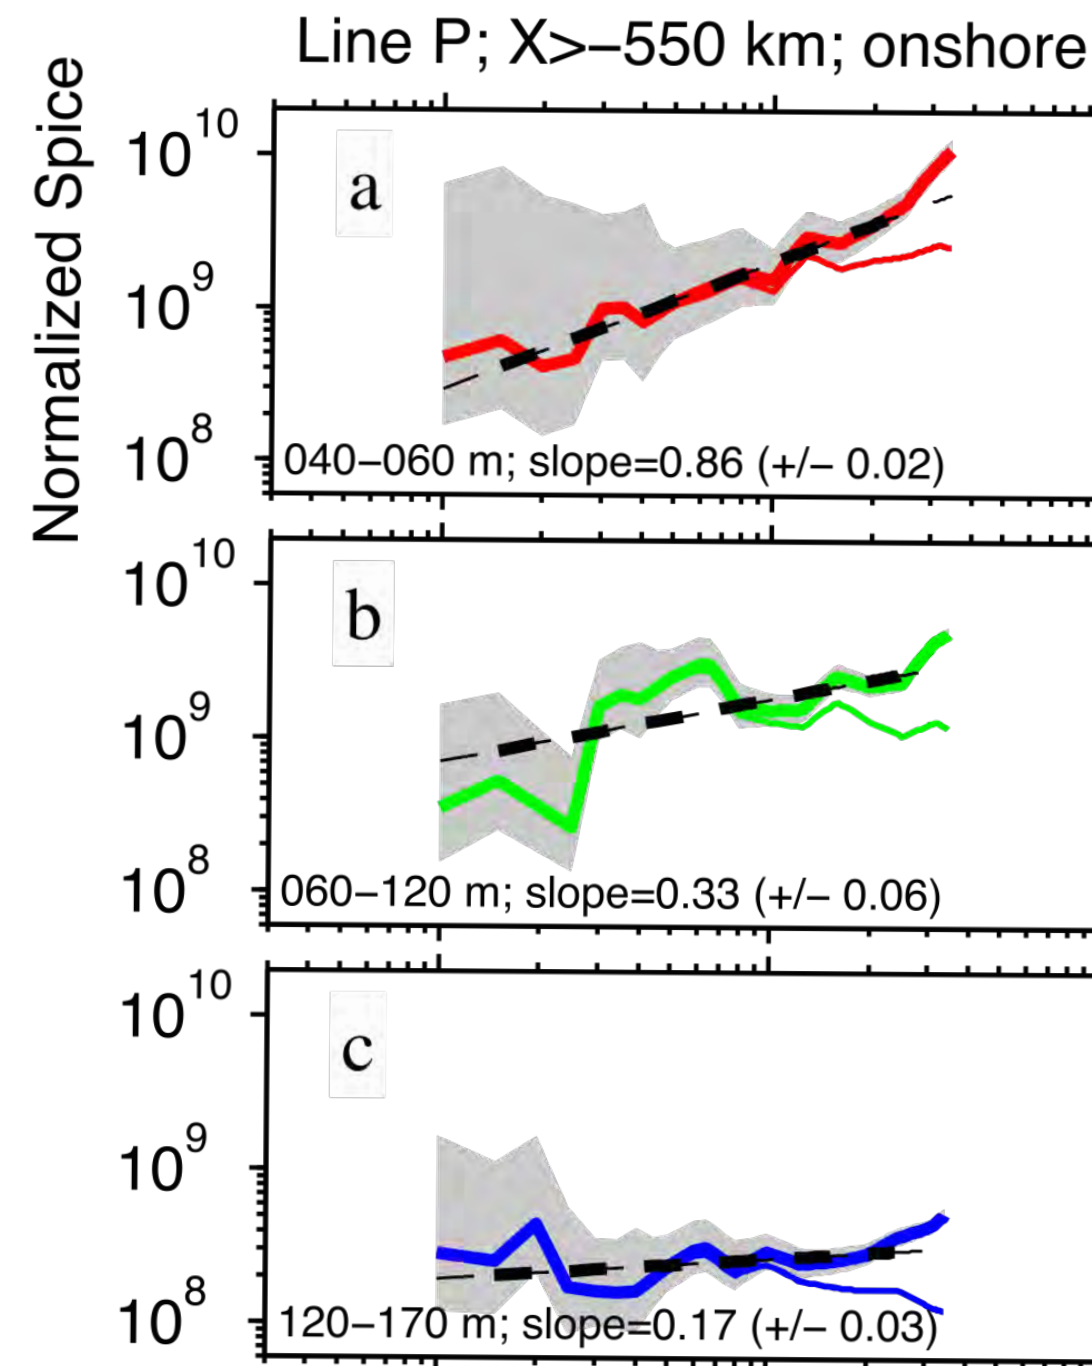 Line P; X>−550 km; onshore
Normalized Spice
10^10
a
10^9
10^8
040−060 m; slope=0.86 (+/− 0.02)
10^10
b
10^9
10^8
060−120 m; slope=0.33 (+/− 0.06)
10^10
c
10^9
10^8
120−170 m; slope=0.17 (+/− 0.03)